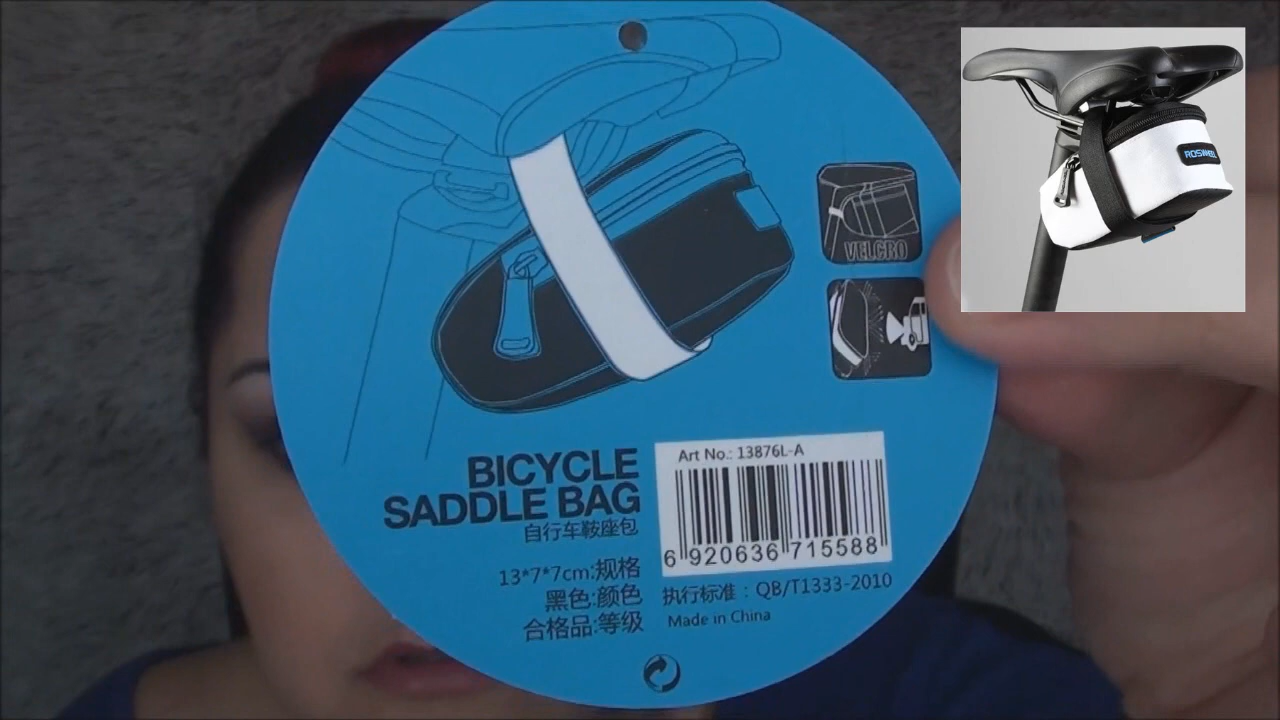 ROSWHEEL
VELCRO
BICYCLE
SADDLE BAG
自行车鞍座包
13*7*7cm:规格
黑色:颜色
合格品:等级
Art No.: 13876L-A
6 920636 715588
执行标准：QB/T1333-2010
Made in China